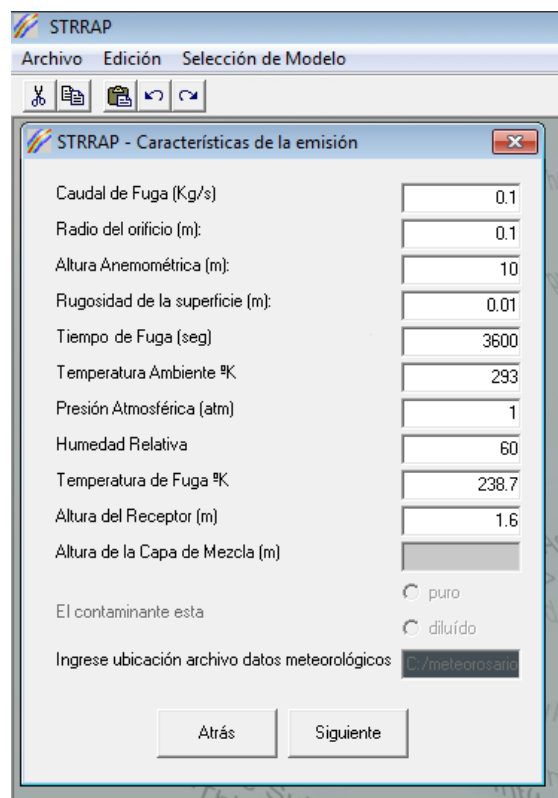 STRRAP
Archivo Edición Selección de Modelo
STRRAP - Características de la emisión
Caudal de Fuga (Kg/s) 0.1
Radio del orificio (m): 0.1
Altura Anemométrica (m): 10
Rugosidad de la superficie (m): 0.01
Tiempo de Fuga (seg) 3600
Temperatura Ambiente ºK 293
Presión Atmosférica (atm) 1
Humedad Relativa 60
Temperatura de Fuga ºK 238.7
Altura del Receptor (m) 1.6
Altura de la Capa de Mezcla (m)
puro
El contaminante esta
diluído
Ingrese ubicación archivo datos meteorológicos C:/meteorosario
Atrás Siguiente